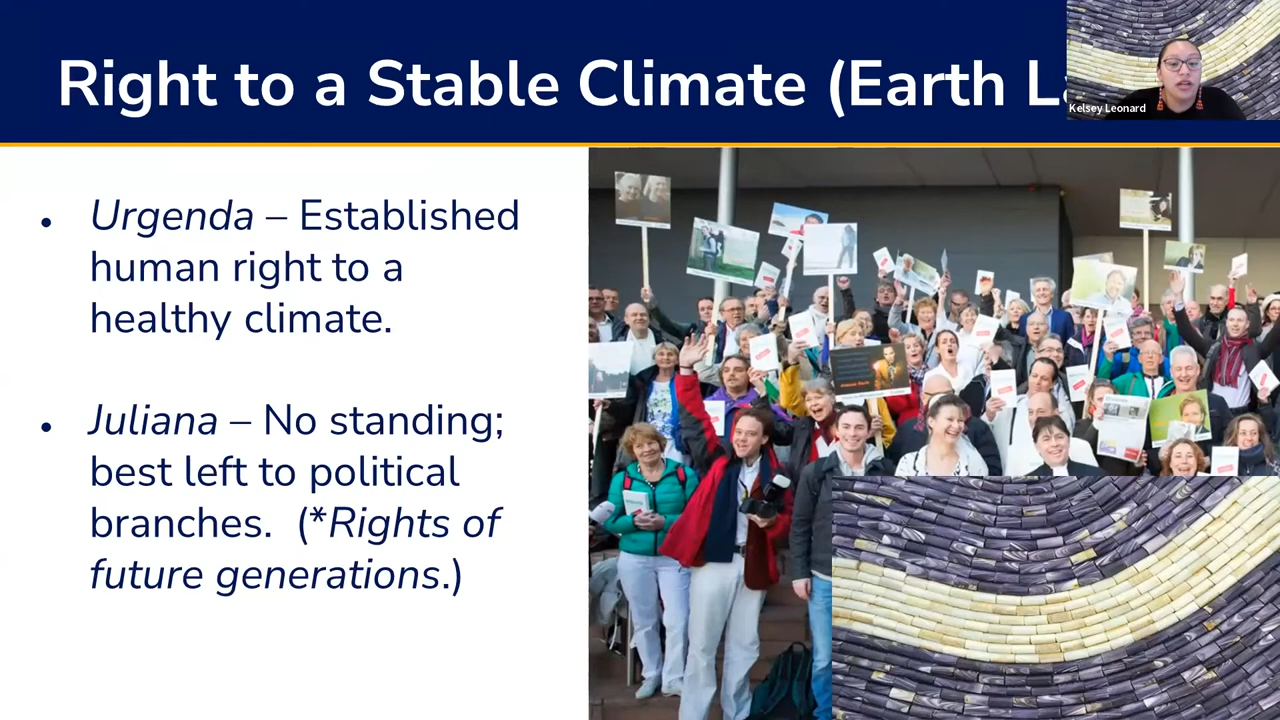 Right to a Stable Climate (Earth
Kelsey Leonard
• Urgenda – Established
human right to a
healthy climate.
• Juliana – No standing;
best left to political
branches. (*Rights of
future generations.)